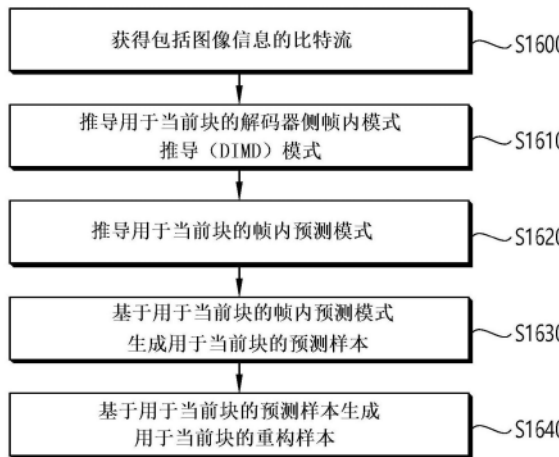 获得包括图像信息的比特流
S1600
推导用于当前块的解码器侧帧内模式
推导（DIMD）模式
S1610
推导用于当前块的帧内预测模式
S1620
基于用于当前块的帧内预测模式
生成用于当前块的预测样本
S1630
基于用于当前块的预测样本生成
用于当前块的重构样本
S1640